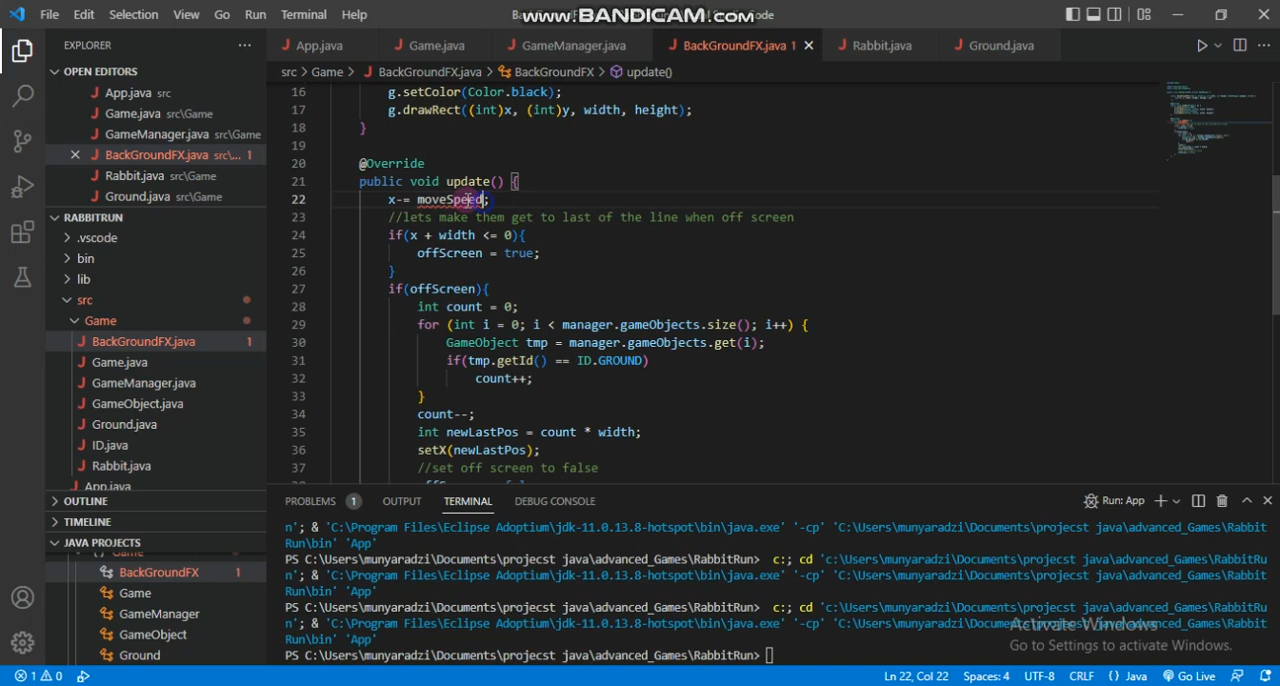 File Edit Selection View Go Run Terminal Help
www.BANDICAM.com
Code
EXPLORER
App.java Game.java GameManager.java BackGroundFX.java 1 Rabbit.java Ground.java
OPEN EDITORS
App.java src
Game.java src\Game
GameManager.java src\Game
BackGroundFX.java src\... 1
Rabbit.java src\Game
Ground.java src\Game
RABBITRUN
.vscode
bin
lib
src
Game
BackGroundFX.java 1
Game.java
GameManager.java
GameObject.java
Ground.java
ID.java
Rabbit.java
App.java
OUTLINE
TIMELINE
JAVA PROJECTS
Game
BackGroundFX 1
Game
GameManager
GameObject
Ground
src > Game > BackGroundFX.java > BackGroundFX > update()
16 g.setColor(Color.black);
17 g.drawRect((int)x, (int)y, width, height);
18 }
19
20 @Override
21 public void update() {
22 x-= moveSpeed;
23 //lets make them get to last of the line when off screen
24 if(x + width <= 0){
25 offScreen = true;
26 }
27 if(offScreen){
28 int count = 0;
29 for (int i = 0; i < manager.gameObjects.size(); i++) {
30 GameObject tmp = manager.gameObjects.get(i);
31 if(tmp.getId() == ID.GROUND)
32 count++;
33 }
34 count--;
35 int newLastPos = count * width;
36 setX(newLastPos);
37 //set off screen to false
PROBLEMS 1 OUTPUT TERMINAL DEBUG CONSOLE
Run: App
n'; & 'C:\Program Files\Eclipse Adoptium\jdk-11.0.13.8-hotspot\bin\java.exe' '-cp' 'C:\Users\munyaradzi\Documents\projecst java\advanced_Games\Rabbit
Run\bin' 'App'
PS C:\Users\munyaradzi\Documents\projecst java\advanced_Games\RabbitRun> c:; cd 'c:\Users\munyaradzi\Documents\projecst java\advanced_Games\RabbitRu
n'; & 'C:\Program Files\Eclipse Adoptium\jdk-11.0.13.8-hotspot\bin\java.exe' '-cp' 'C:\Users\munyaradzi\Documents\projecst java\advanced_Games\Rabbit
Run\bin' 'App'
PS C:\Users\munyaradzi\Documents\projecst java\advanced_Games\RabbitRun> c:; cd 'c:\Users\munyaradzi\Documents\projecst java\advanced_Games\RabbitRu
n'; & 'C:\Program Files\Eclipse Adoptium\jdk-11.0.13.8-hotspot\bin\java.exe' '-cp' 'C:\Users\munyaradzi\Documents\projecst java\advanced_Games\Rabbit
Run\bin' 'App'
PS C:\Users\munyaradzi\Documents\projecst java\advanced_Games\RabbitRun>
Activate Windows
Go to Settings to activate Windows.
1 0
Ln 22, Col 22 Spaces: 4 UTF-8 CRLF {} Java Go Live